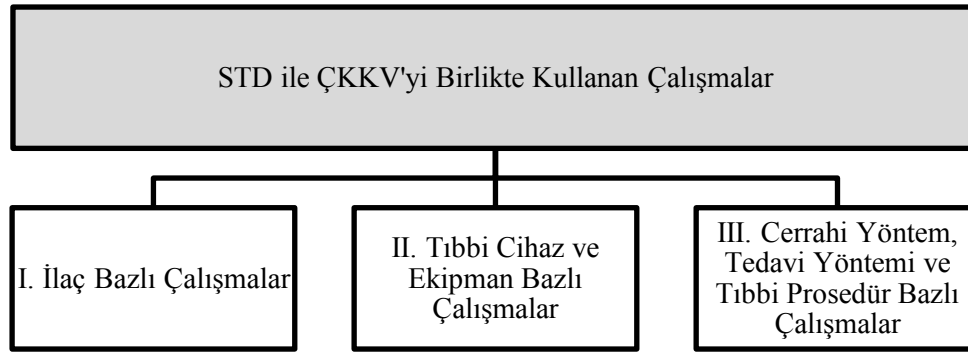 STD ile ÇKKV'yi Birlikte Kullanan Çalışmalar
I. İlaç Bazlı Çalışmalar
II. Tıbbi Cihaz ve
Ekipman Bazlı
Çalışmalar
III. Cerrahi Yöntem,
Tedavi Yöntemi ve
Tıbbi Prosedür Bazlı
Çalışmalar